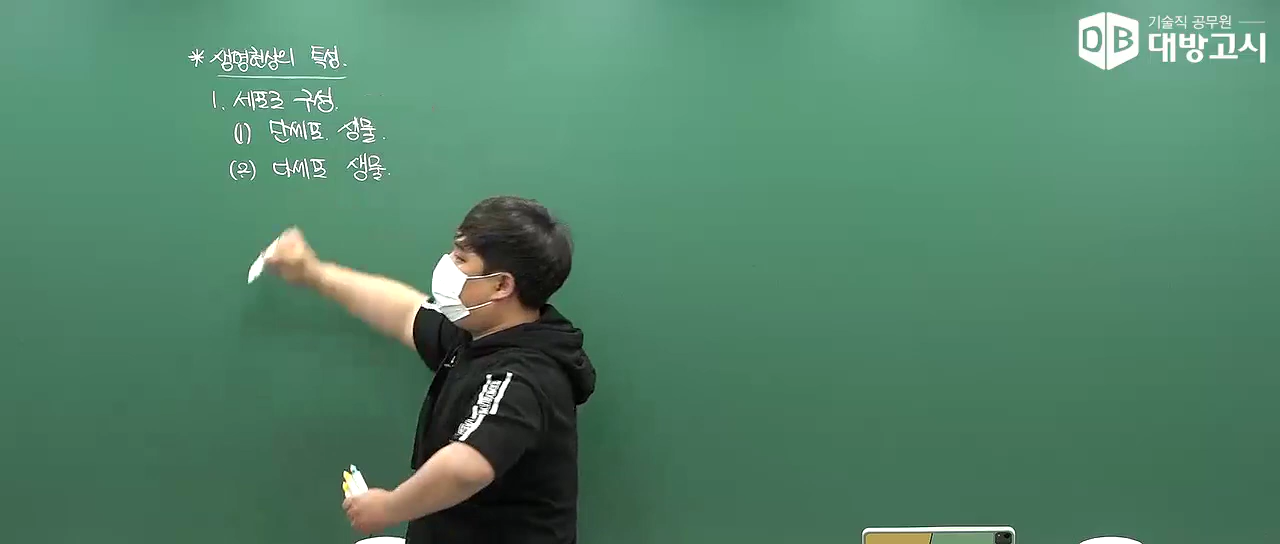 * 생명현상의 특성.
1. 세포로 구성.
(1) 단세포 생물.
(2) 다세포 생물.
기술직 공무원
DB 대방고시